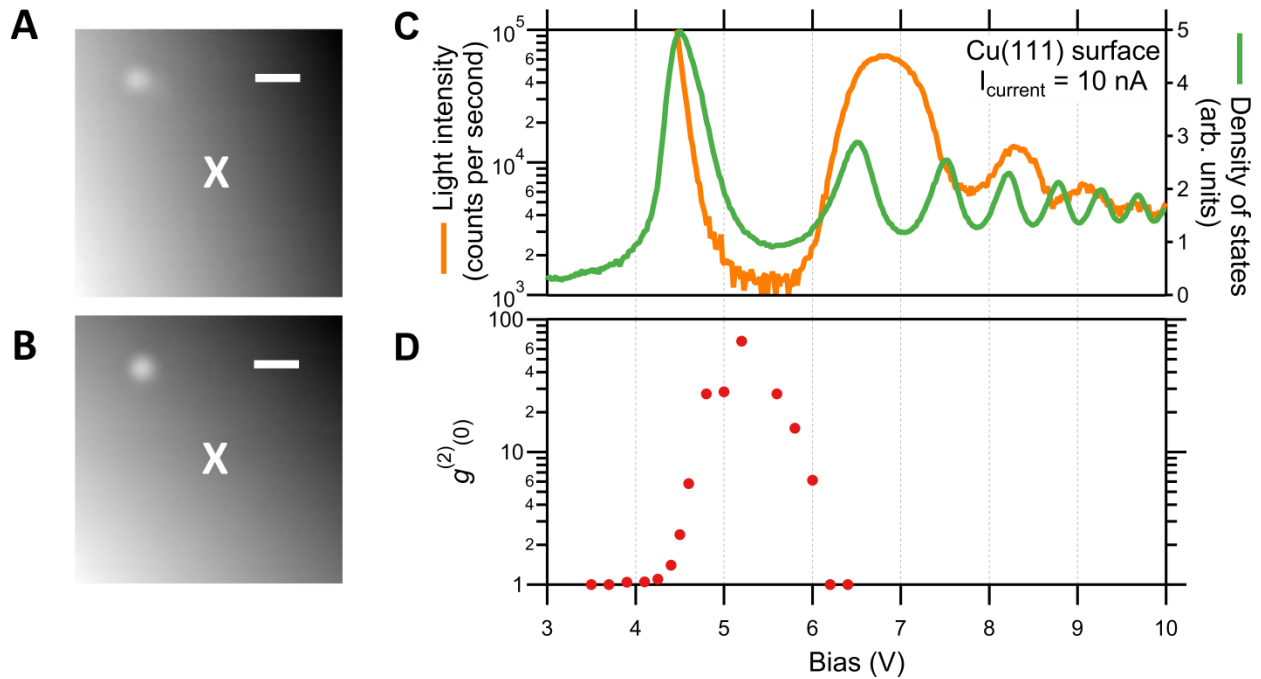 A
X
B
X
C
Light intensity
(counts per second)
10^5
6
4
2
10^4
6
4
2
10^3
Cu(111) surface
I_current = 10 nA
5
4
3
2
1
0
Density of states
(arb. units)
D
g^(2)(0)
100
6
4
2
10
6
4
2
1
3 4 5 6 7 8 9 10
Bias (V)